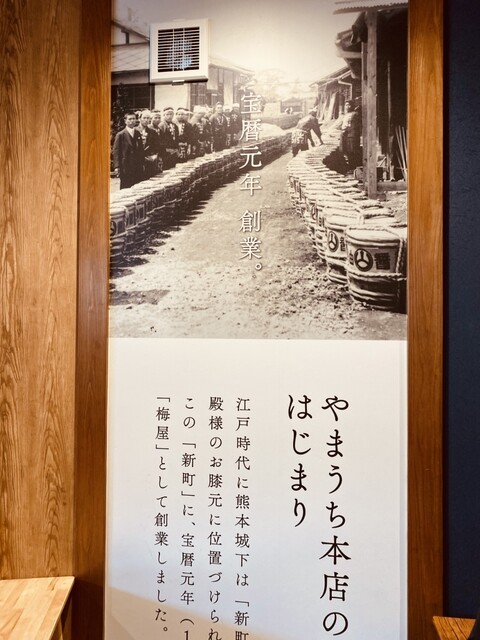 宝暦元年 創業。
やまうち本店の
はじまり
江戸時代に熊本城下は「新町
殿様のお膝元に位置づけられ
この「新町」に、宝暦元年(1
「梅屋」として創業しました。